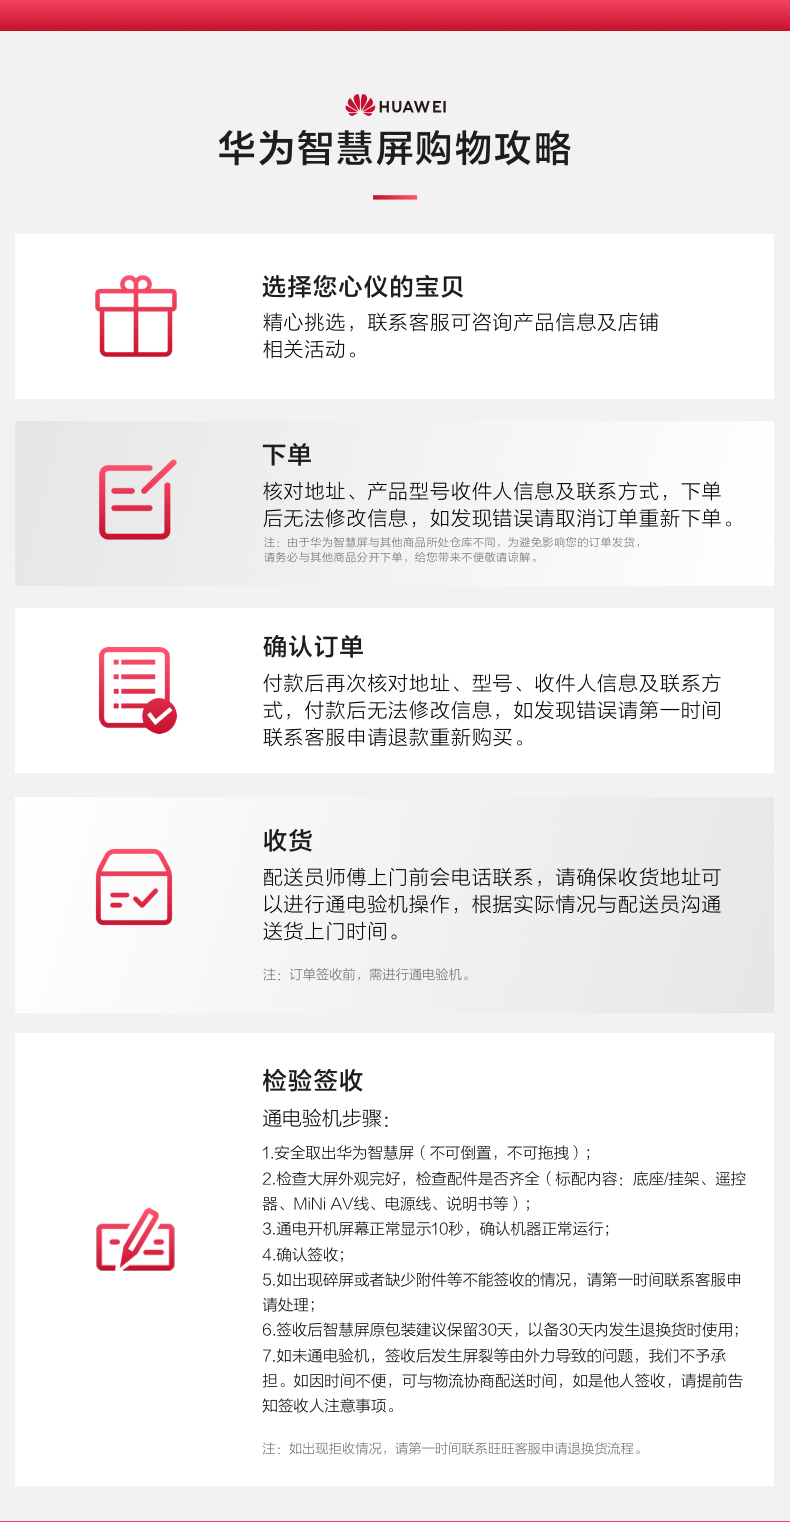 HUAWEI
华为智慧屏购物攻略
选择您心仪的宝贝
精心挑选，联系客服可咨询产品信息及店铺
相关活动。
下单
核对地址、产品型号收件人信息及联系方式，下单
后无法修改信息，如发现错误请取消订单重新下单。
注：由于华为智慧屏与其他商品所处仓库不同，为避免影响您的订单发货，
请务必与其他商品分开下单，给您带来不便敬请谅解。
确认订单
付款后再次核对地址、型号、收件人信息及联系方
式，付款后无法修改信息，如发现错误请第一时间
联系客服申请退款重新购买。
收货
配送员师傅上门前会电话联系，请确保收货地址可
以进行通电验机操作，根据实际情况与配送员沟通
送货上门时间。
注：订单签收前，需进行通电验机。
检验签收
通电验机步骤：
1.安全取出华为智慧屏（不可倒置，不可拖拽）；
2.检查大屏外观完好，检查配件是否齐全（标配内容：底座/挂架、遥控
器、MiNi AV线、电源线、说明书等）；
3.通电开机屏幕正常显示10秒，确认机器正常运行；
4.确认签收；
5.如出现碎屏或者缺少附件等不能签收的情况，请第一时间联系客服申
请处理；
6.签收后智慧屏原包装建议保留30天，以备30天内发生退换货时使用；
7.如未通电验机，签收后发生屏裂等由外力导致的问题，我们不予承
担。如因时间不便，可与物流协商配送时间，如是他人签收，请提前告
知签收人注意事项。
注：如出现拒收情况，请第一时间联系旺旺客服申请退换货流程。